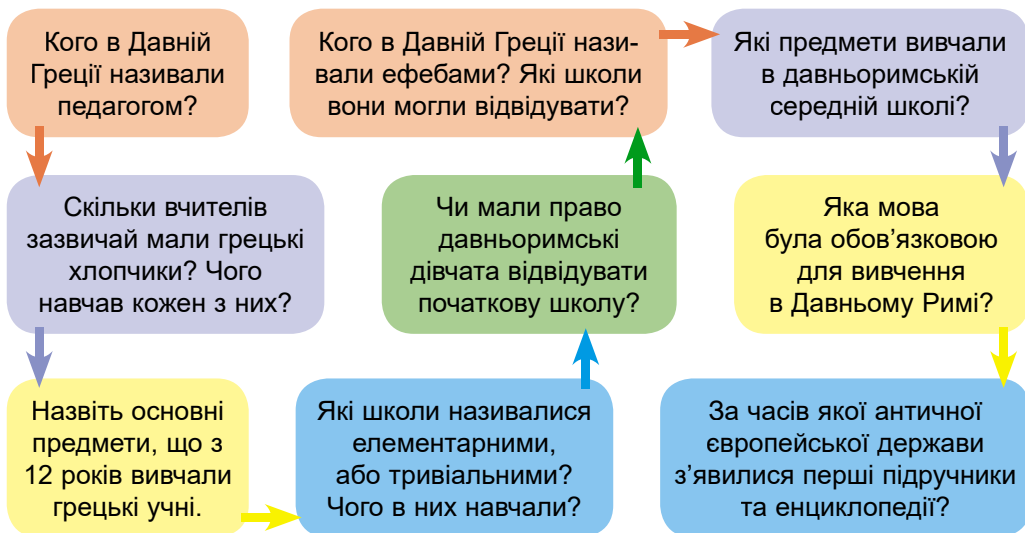 Кого в Давній
Греції називали
педагогом?
Скільки вчителів
зазвичай мали грецькі
хлопчики? Чого
навчав кожен з них?
Назвіть основні
предмети, що з
12 років вивчали
грецькі учні.
Які школи називалися
елементарними,
або тривіальними?
Чого в них навчали?
Чи мали право
давньоримські
дівчата відвідувати
початкову школу?
Кого в Давній Греції нази-
вали ефебами? Які школи
вони могли відвідувати?
Які предмети вивчали
в давньоримській
середній школі?
Яка мова
була обов’язковою
для вивчення
в Давньому Римі?
За часів якої античної
європейської держави
з’явилися перші підручники
та енциклопедії?